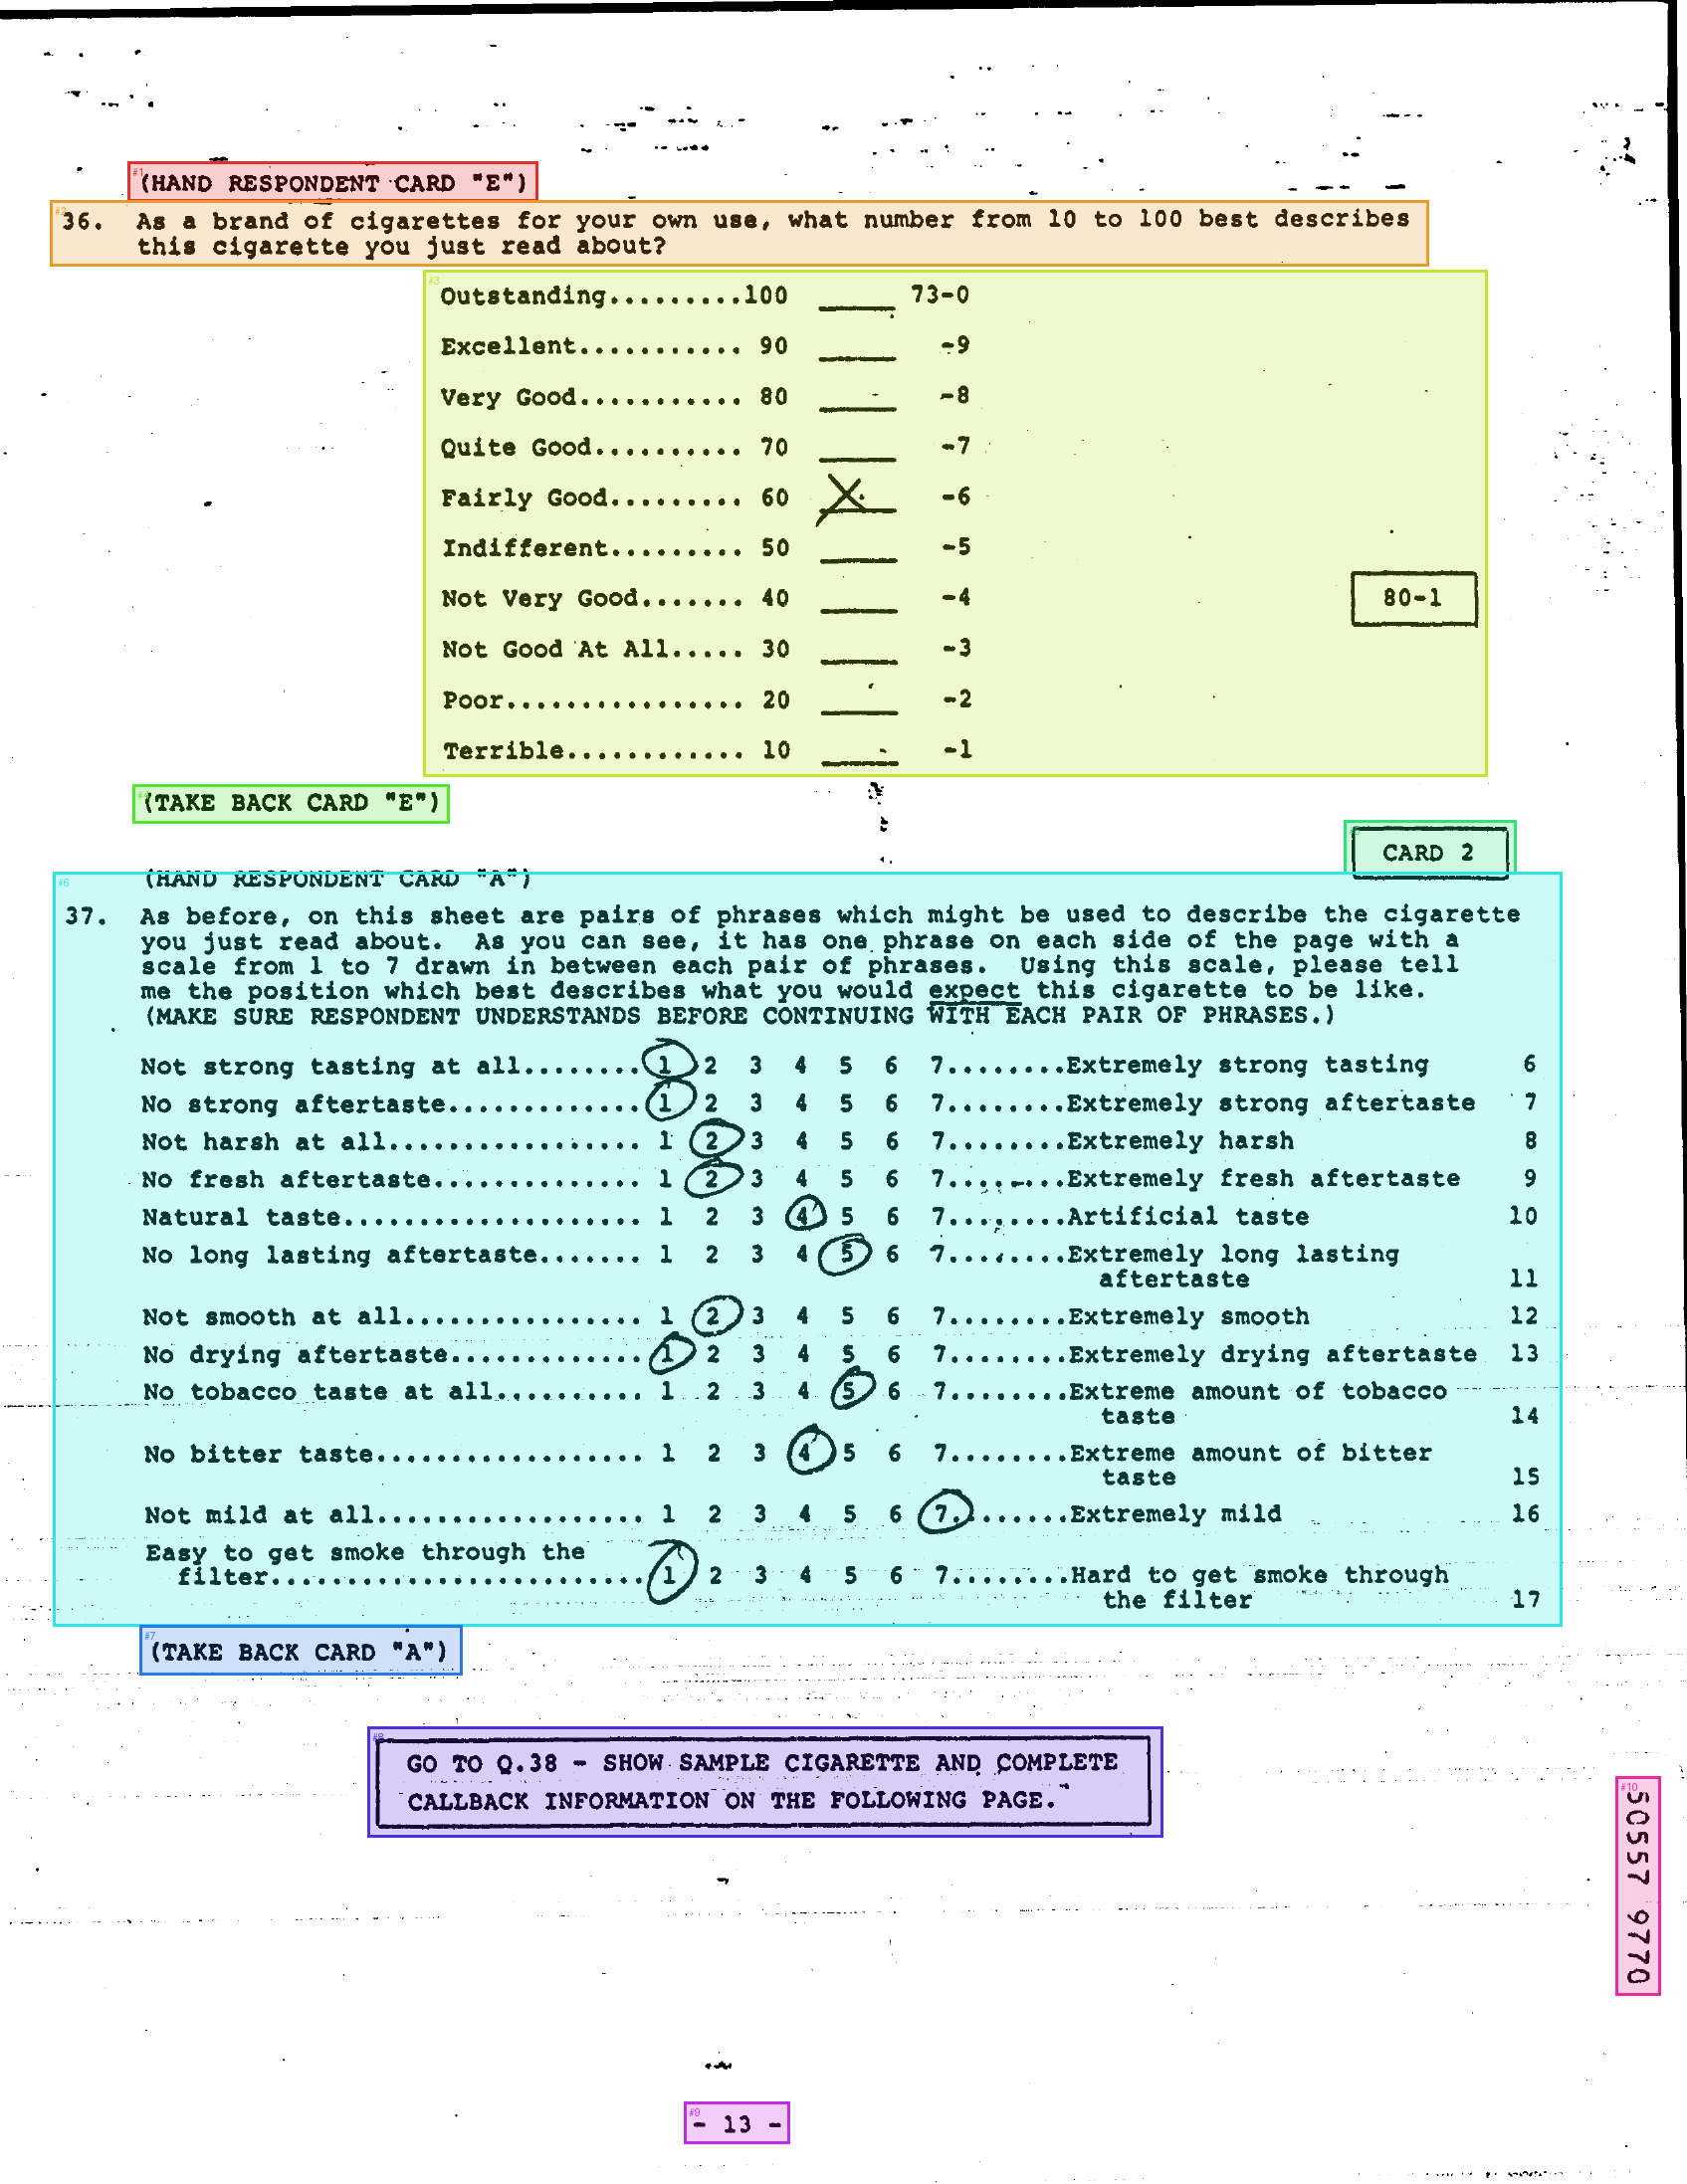 (HAND RESPONDENT CARD "E")
36. As a brand of cigarettes for your own use, what number from 10 to 100 best describes
this cigarette you just read about?
Outstanding.........100 ____ 73-0
Excellent........... 90 ____ -9
Very Good........... 80 ____ -8
Quite Good.......... 70 ____ -7
Fairly Good......... 60 X -6
Indifferent......... 50 ____ -5
Not Very Good....... 40 ____ -4 80-1
Not Good At All..... 30 ____ -3
Poor................ 20 ____ -2
Terrible............ 10 ____ -1
(TAKE BACK CARD "E")
CARD 2
(HAND RESPONDENT CARD "A")
37. As before, on this sheet are pairs of phrases which might be used to describe the cigarette
you just read about. As you can see, it has one phrase on each side of the page with a
scale from 1 to 7 drawn in between each pair of phrases. Using this scale, please tell
me the position which best describes what you would expect this cigarette to be like.
(MAKE SURE RESPONDENT UNDERSTANDS BEFORE CONTINUING WITH EACH PAIR OF PHRASES.)
Not strong tasting at all........ 1 2 3 4 5 6 7........Extremely strong tasting 6
No strong aftertaste............. 1 2 3 4 5 6 7........Extremely strong aftertaste 7
Not harsh at all................. 1 2 3 4 5 6 7........Extremely harsh 8
No fresh aftertaste.............. 1 2 3 4 5 6 7........Extremely fresh aftertaste 9
Natural taste.................... 1 2 3 4 5 6 7........Artificial taste 10
No long lasting aftertaste....... 1 2 3 4 5 6 7........Extremely long lasting
aftertaste 11
Not smooth at all................ 1 2 3 4 5 6 7........Extremely smooth 12
No drying aftertaste............. 1 2 3 4 5 6 7........Extremely drying aftertaste 13
No tobacco taste at all.......... 1 2 3 4 5 6 7........Extreme amount of tobacco
taste 14
No bitter taste.................. 1 2 3 4 5 6 7........Extreme amount of bitter
taste 15
Not mild at all.................. 1 2 3 4 5 6 7........Extremely mild 16
Easy to get smoke through the
filter......................... 1 2 3 4 5 6 7........Hard to get smoke through
the filter 17
(TAKE BACK CARD "A")
GO TO Q.38 - SHOW SAMPLE CIGARETTE AND COMPLETE
CALLBACK INFORMATION ON THE FOLLOWING PAGE.
50557 9770
- 13 -
#1
#2
#3
#6
#7
#8
#9
#10